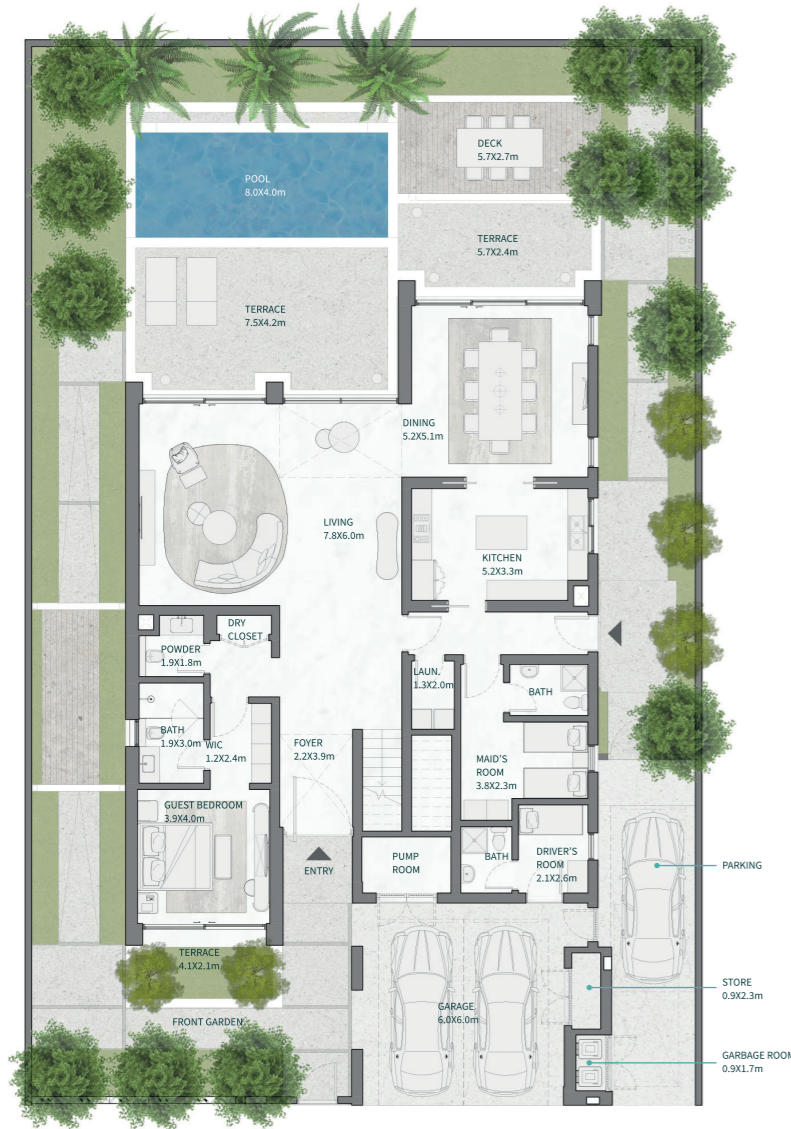 DECK
5.7X2.7m
POOL
8.0X4.0m
TERRACE
5.7X2.4m
TERRACE
7.5X4.2m
DINING
5.2X5.1m
LIVING
7.8X6.0m
KITCHEN
5.2X3.3m
DRY
CLOSET
POWDER
1.9X1.8m
LAUN.
1.3X2.0m
BATH
BATH
1.9X3.0m
WIC
1.2X2.4m
FOYER
2.2X3.9m
MAID'S
ROOM
3.8X2.3m
GUEST BEDROOM
3.9X4.0m
ENTRY
PUMP
ROOM
BATH
DRIVER'S
ROOM
2.1X2.6m
PARKING
TERRACE
4.1X2.1m
STORE
0.9X2.3m
GARAGE
6.0X6.0m
FRONT GARDEN
GARBAGE ROOM
0.9X1.7m